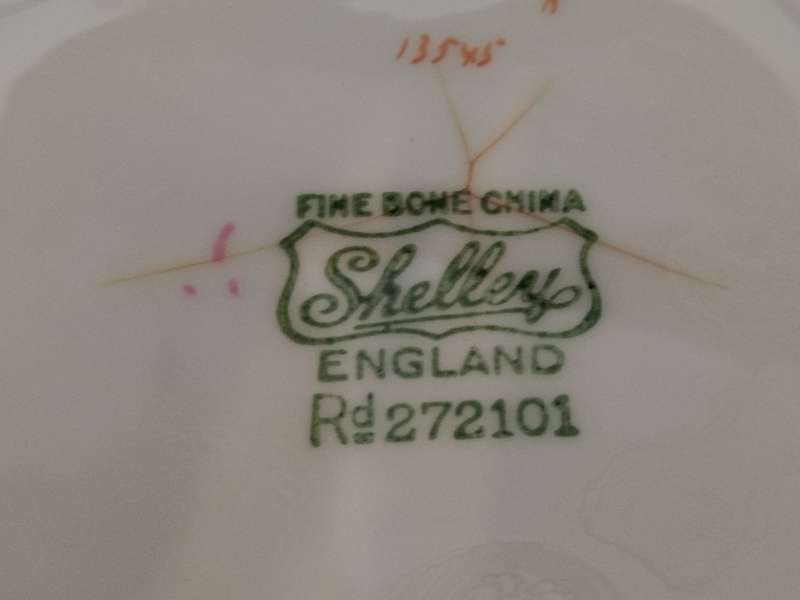 13545
FINE BONE CHINA
Shelley
ENGLAND
Rd 272101